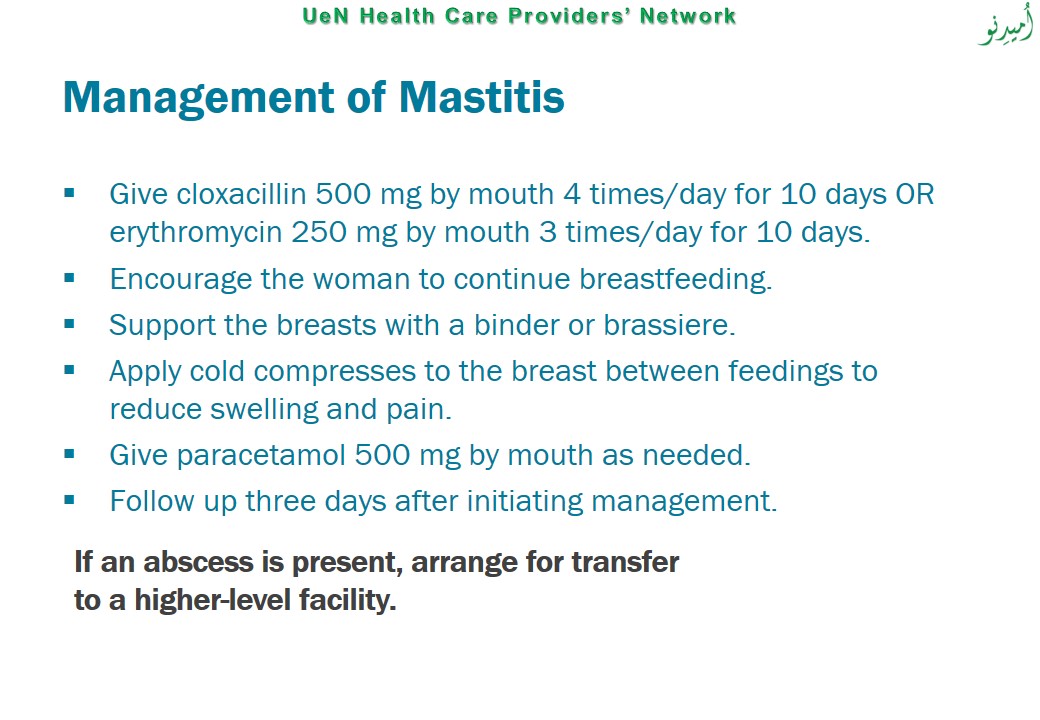 UeN Health Care Providers’ Network
أُميدِنو
Management of Mastitis
▪ Give cloxacillin 500 mg by mouth 4 times/day for 10 days OR
erythromycin 250 mg by mouth 3 times/day for 10 days.
▪ Encourage the woman to continue breastfeeding.
▪ Support the breasts with a binder or brassiere.
▪ Apply cold compresses to the breast between feedings to
reduce swelling and pain.
▪ Give paracetamol 500 mg by mouth as needed.
▪ Follow up three days after initiating management.
If an abscess is present, arrange for transfer
to a higher-level facility.